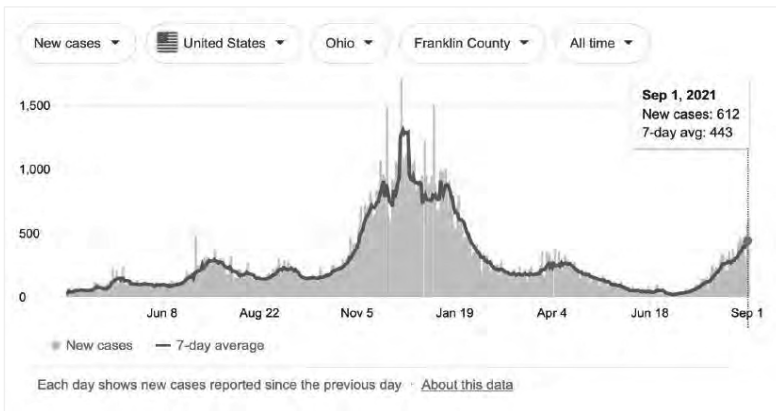 New cases United States Ohio Franklin County All time
Sep 1, 2021
New cases: 612
7-day avg: 443
1,500
1,000
500
0
Jun 8 Aug 22 Nov 5 Jan 19 Apr 4 Jun 18 Sep 1
New cases 7-day average
Each day shows new cases reported since the previous day · About this data